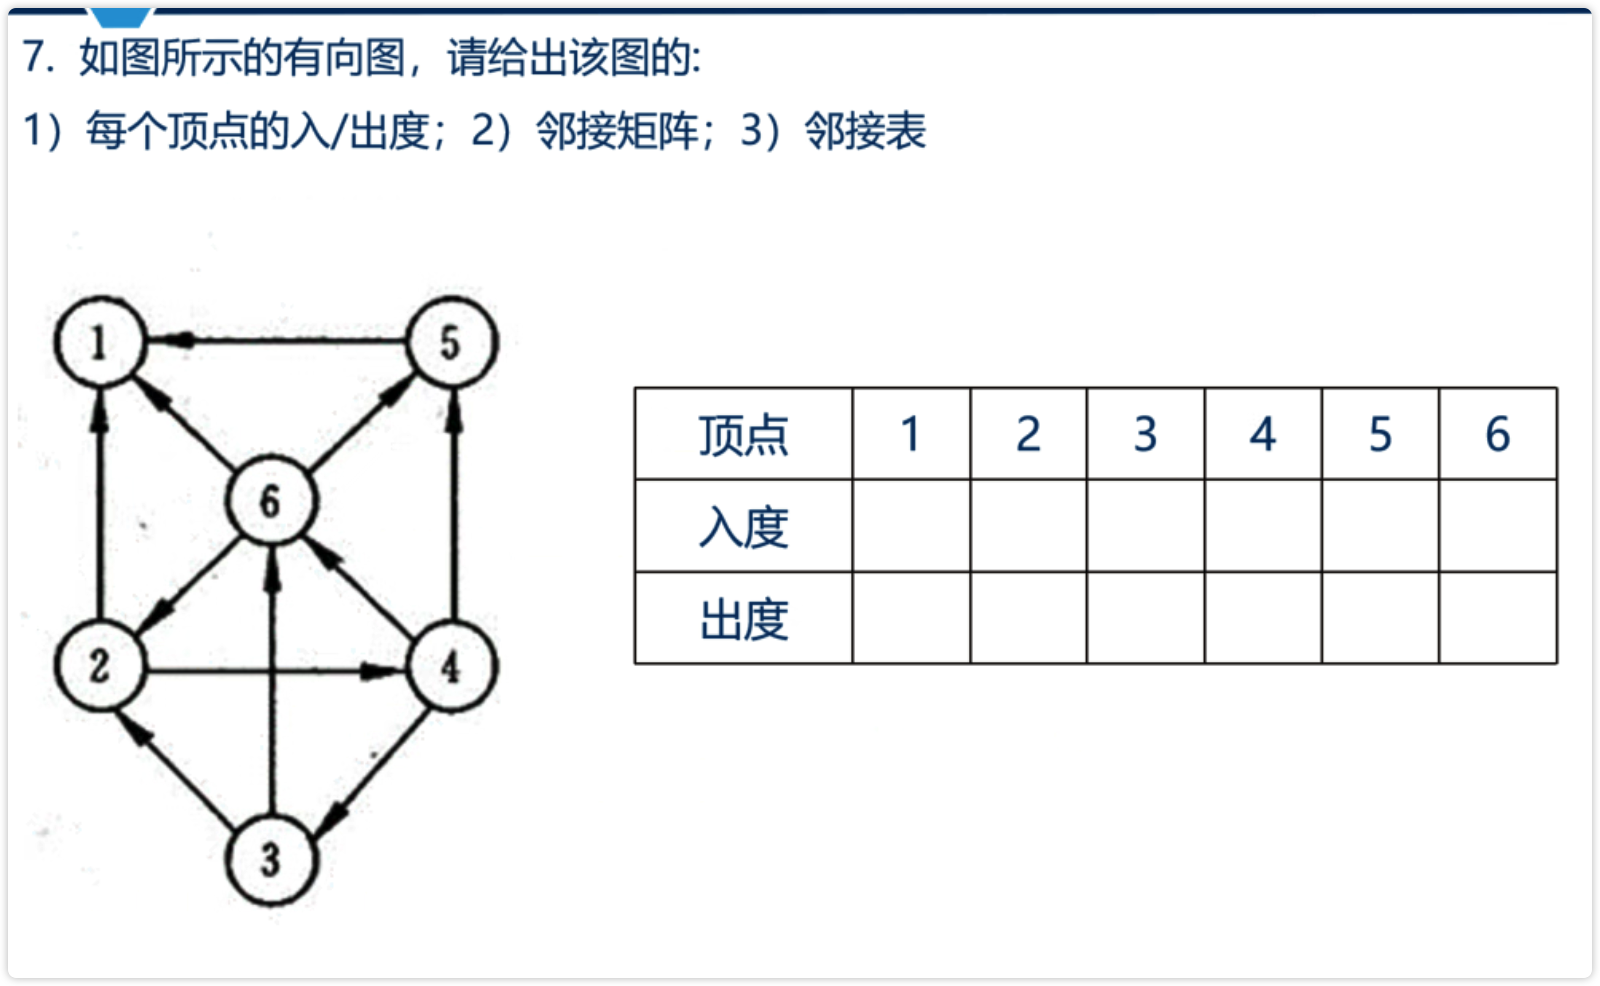 7. 如图所示的有向图，请给出该图的:
1）每个顶点的入/出度；2）邻接矩阵；3）邻接表
1 5
6
2 4
3
顶点 1 2 3 4 5 6
入度
出度